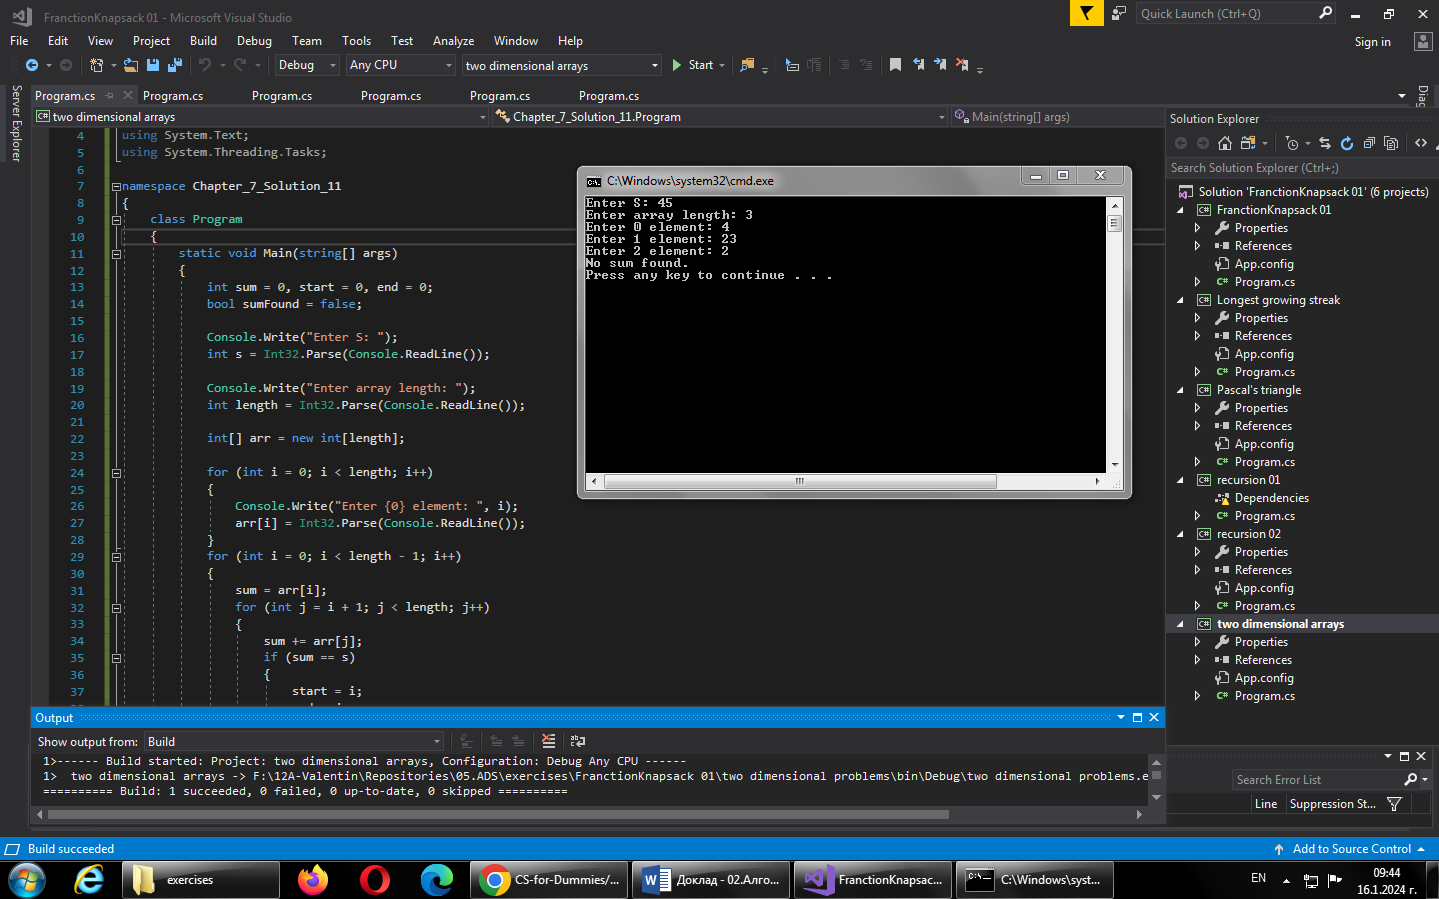 FranctionKnapsack 01 - Microsoft Visual Studio
Quick Launch (Ctrl+Q)
File Edit View Project Build Debug Team Tools Test Analyze Window Help
Sign in
Debug Any CPU two dimensional arrays Start
Server Explorer
Program.cs Program.cs Program.cs Program.cs Program.cs Program.cs
two dimensional arrays Chapter_7_Solution_11.Program Main(string[] args)
4 using System.Text;
5 using System.Threading.Tasks;
6
7 namespace Chapter_7_Solution_11
8 {
9 class Program
10 {
11 static void Main(string[] args)
12 {
13 int sum = 0, start = 0, end = 0;
14 bool sumFound = false;
15
16 Console.Write("Enter S: ");
17 int s = Int32.Parse(Console.ReadLine());
18
19 Console.Write("Enter array length: ");
20 int length = Int32.Parse(Console.ReadLine());
21
22 int[] arr = new int[length];
23
24 for (int i = 0; i < length; i++)
25 {
26 Console.Write("Enter {0} element: ", i);
27 arr[i] = Int32.Parse(Console.ReadLine());
28 }
29 for (int i = 0; i < length - 1; i++)
30 {
31 sum = arr[i];
32 for (int j = i + 1; j < length; j++)
33 {
34 sum += arr[j];
35 if (sum == s)
36 {
37 start = i;
C:\Windows\system32\cmd.exe
Enter S: 45
Enter array length: 3
Enter 0 element: 4
Enter 1 element: 23
Enter 2 element: 2
No sum found.
Press any key to continue . . .
Diag
Solution Explorer
Search Solution Explorer (Ctrl+;)
Solution 'FranctionKnapsack 01' (6 projects)
C# FranctionKnapsack 01
Properties
References
App.config
C# Program.cs
C# Longest growing streak
Properties
References
App.config
C# Program.cs
C# Pascal's triangle
Properties
References
App.config
C# Program.cs
C# recursion 01
Dependencies
C# Program.cs
C# recursion 02
Properties
References
App.config
C# Program.cs
C# two dimensional arrays
Properties
References
App.config
C# Program.cs
Output
Show output from: Build
1>------ Build started: Project: two dimensional arrays, Configuration: Debug Any CPU ------
1> two dimensional arrays -> F:\12A-Valentin\Repositories\05.ADS\exercises\FranctionKnapsack 01\two dimensional problems\bin\Debug\two dimensional problems.e
========== Build: 1 succeeded, 0 failed, 0 up-to-date, 0 skipped ==========
Search Error List
Line Suppression St...
Build succeeded
Add to Source Control
exercises
CS-for-Dummies/...
Доклад - 02.Алго...
FranctionKnapsac...
C:\Windows\syst...
EN
09:44
16.1.2024 г.